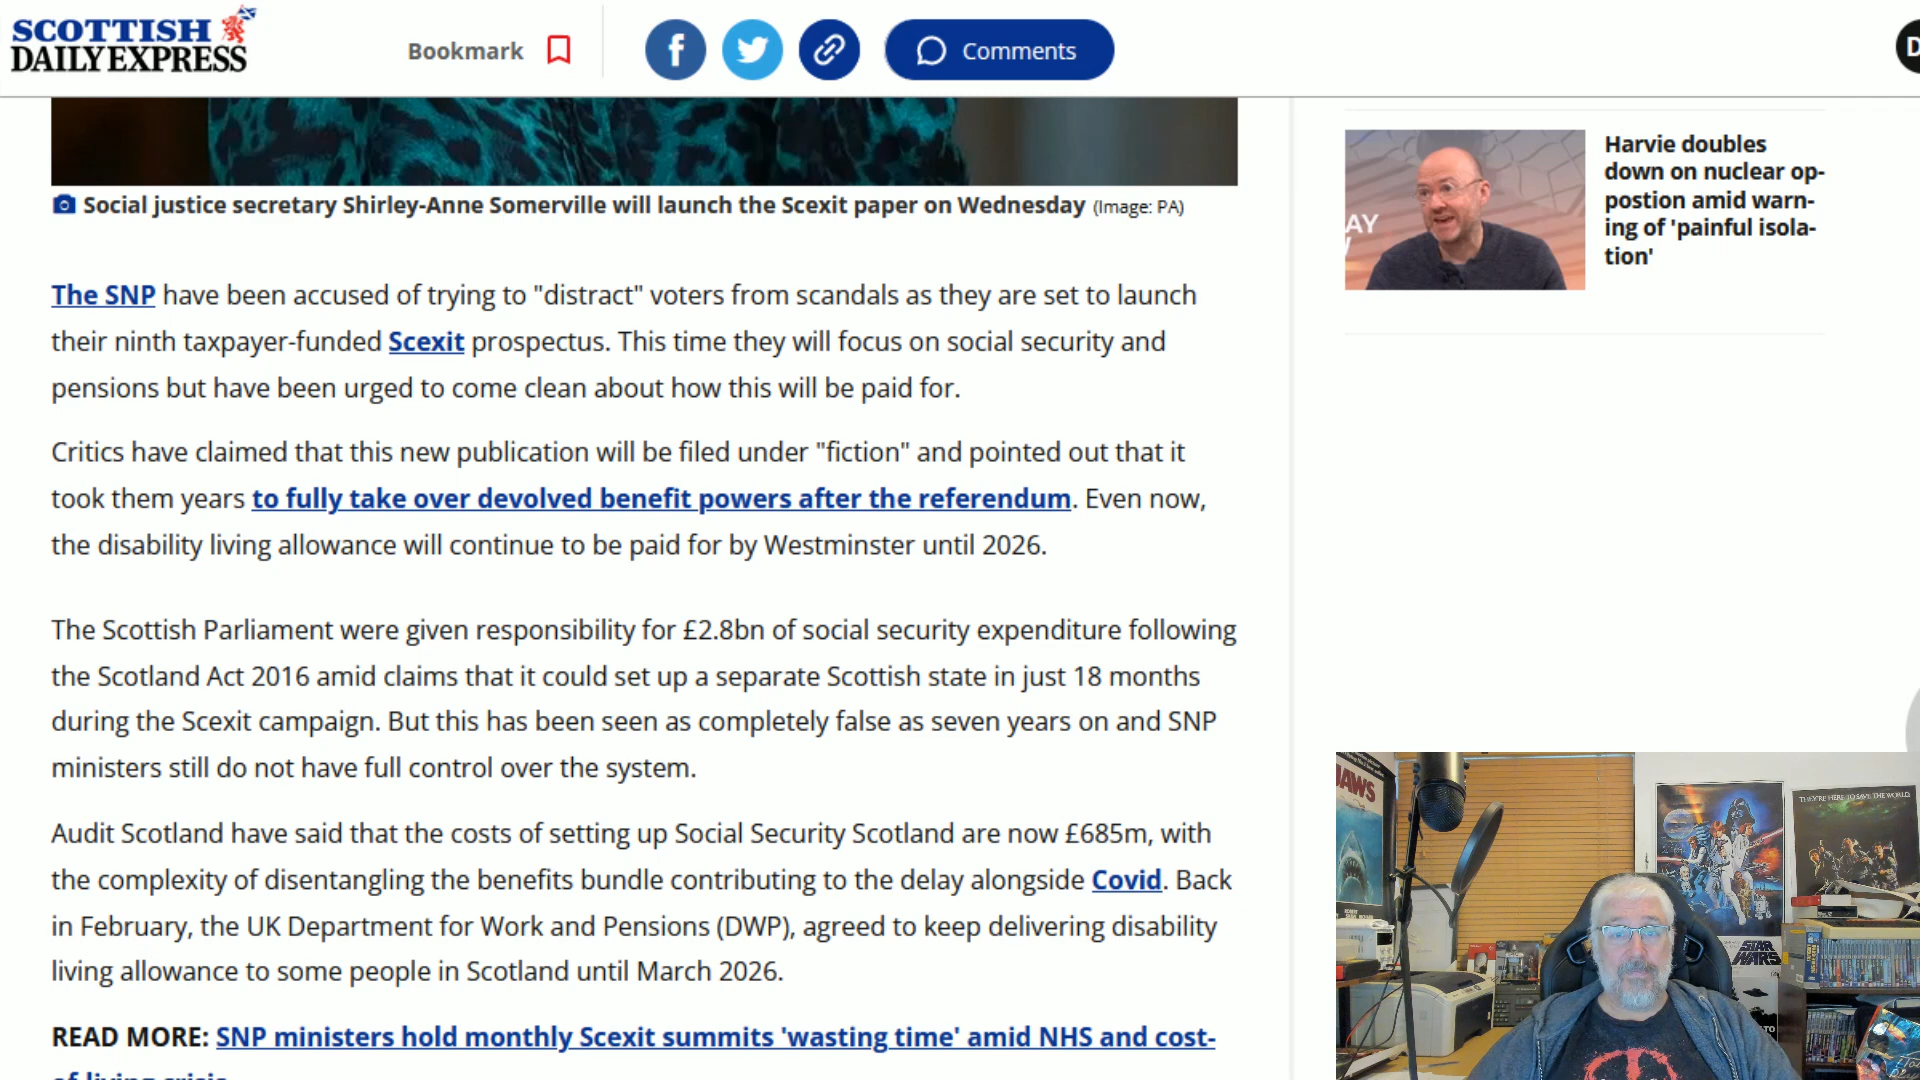 SCOTTISH
DAILY EXPRESS
Bookmark
f
Comments
D
Social justice secretary Shirley-Anne Somerville will launch the Scexit paper on Wednesday (Image: PA)
The SNP have been accused of trying to "distract" voters from scandals as they are set to launch
their ninth taxpayer-funded Scexit prospectus. This time they will focus on social security and
pensions but have been urged to come clean about how this will be paid for.
Critics have claimed that this new publication will be filed under "fiction" and pointed out that it
took them years to fully take over devolved benefit powers after the referendum. Even now,
the disability living allowance will continue to be paid for by Westminster until 2026.
The Scottish Parliament were given responsibility for £2.8bn of social security expenditure following
the Scotland Act 2016 amid claims that it could set up a separate Scottish state in just 18 months
during the Scexit campaign. But this has been seen as completely false as seven years on and SNP
ministers still do not have full control over the system.
Audit Scotland have said that the costs of setting up Social Security Scotland are now £685m, with
the complexity of disentangling the benefits bundle contributing to the delay alongside Covid. Back
in February, the UK Department for Work and Pensions (DWP), agreed to keep delivering disability
living allowance to some people in Scotland until March 2026.
READ MORE: SNP ministers hold monthly Scexit summits 'wasting time' amid NHS and cost-
of-living crisis
AY
Harvie doubles
down on nuclear op-
postion amid warn-
ing of 'painful isola-
tion'
JAWS
THEY'RE HERE TO SAVE THE WORLD
STAR
WARS